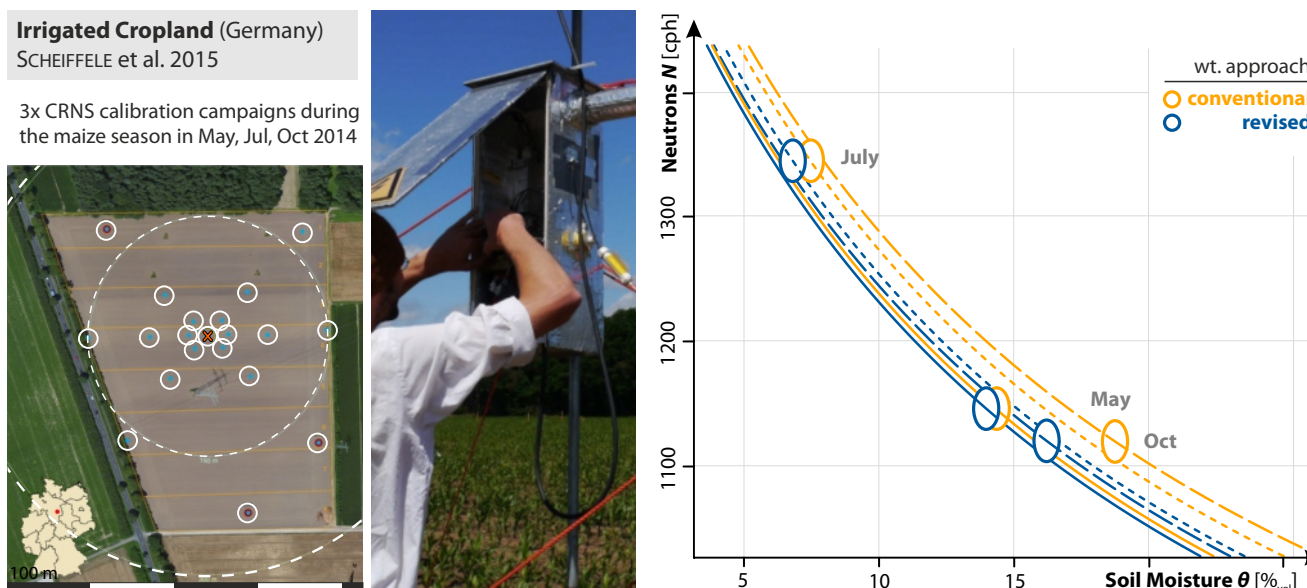 Irrigated Cropland (Germany)
SCHEIFFELE et al. 2015
3x CRNS calibration campaigns during
the maize season in May, Jul, Oct 2014
100 m
Neutrons N [cph]
1300
1200
1100
wt. approach
conventional
revised
July
May
Oct
5
10
15
Soil Moisture θ [%vol]